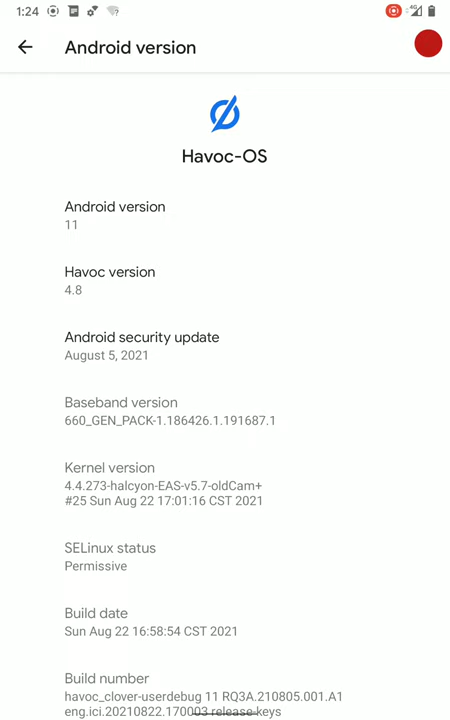 1:24
4G
Android version
Havoc-OS
Android version
11
Havoc version
4.8
Android security update
August 5, 2021
Baseband version
660_GEN_PACK-1.186426.1.191687.1
Kernel version
4.4.273-halcyon-EAS-v5.7-oldCam+
#25 Sun Aug 22 17:01:16 CST 2021
SELinux status
Permissive
Build date
Sun Aug 22 16:58:54 CST 2021
Build number
havoc_clover-userdebug 11 RQ3A.210805.001.A1
eng.ici.20210822.170003 release-keys